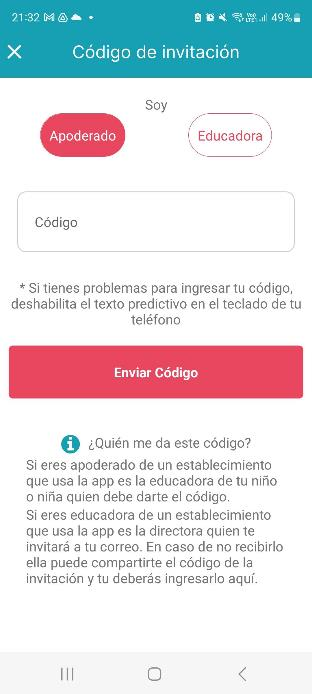 21:32
49%
Código de invitación
Soy
Apoderado
Educadora
Código
* Si tienes problemas para ingresar tu código,
deshabilita el texto predictivo en el teclado de tu
teléfono
Enviar Código
¿Quién me da este código?
Si eres apoderado de un establecimiento
que usa la app es la educadora de tu niño
o niña quien debe darte el código.
Si eres educadora de un establecimiento
que usa la app es la directora quien te
invitará a tu correo. En caso de no recibirlo
ella puede compartirte el código de la
invitación y tu deberás ingresarlo aquí.